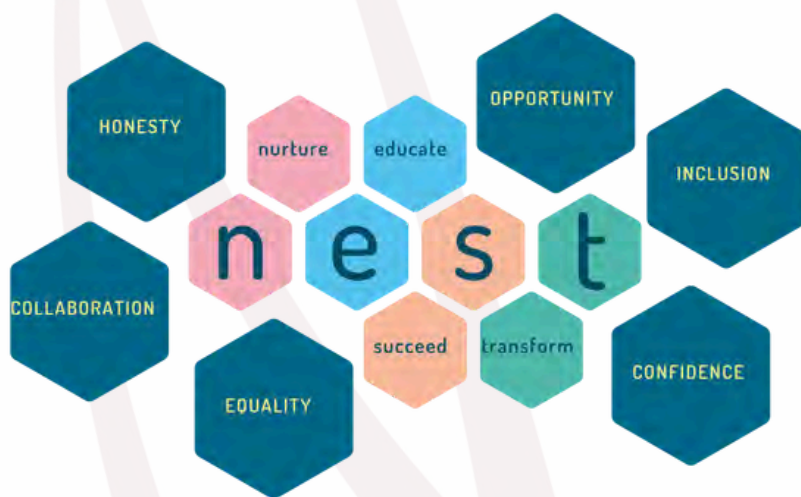 OPPORTUNITY
HONESTY
nurture
educate
INCLUSION
n e s t
COLLABORATION
succeed
transform
CONFIDENCE
EQUALITY